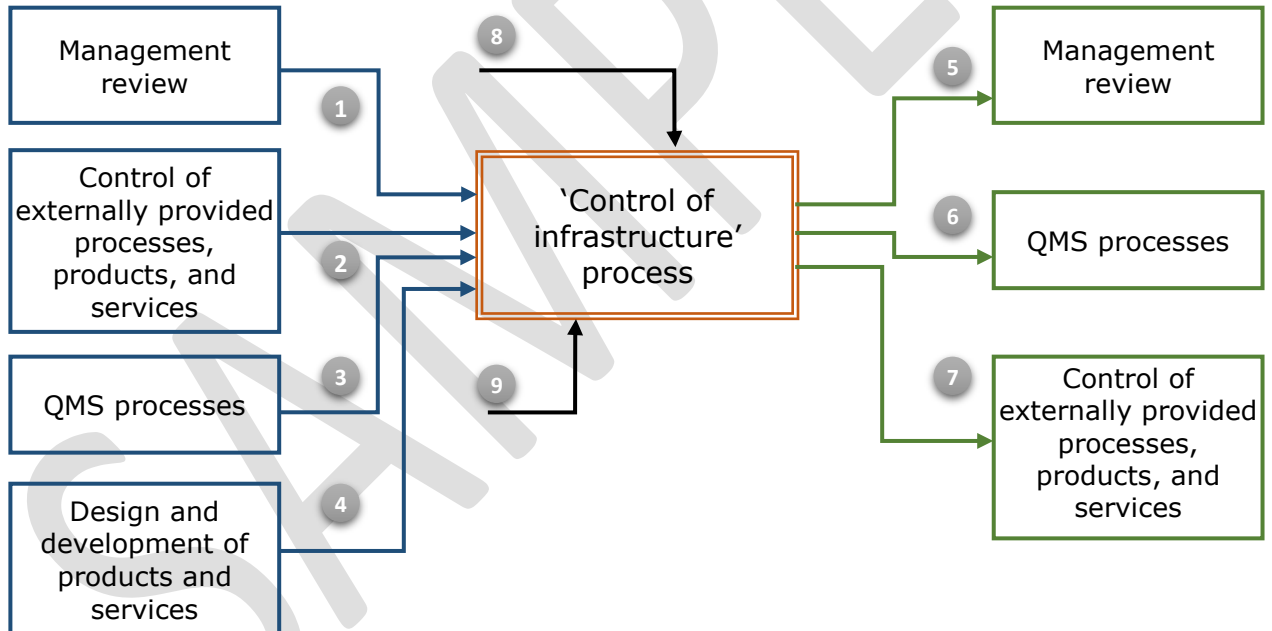 Management
review
1
Control of
externally provided
processes,
products, and
services
2
QMS processes
3
Design and
development of
products and
services
4
8
‘Control of
infrastructure’
process
9
5
Management
review
6
QMS processes
7
Control of
externally provided
processes,
products, and
services
SAMPLE